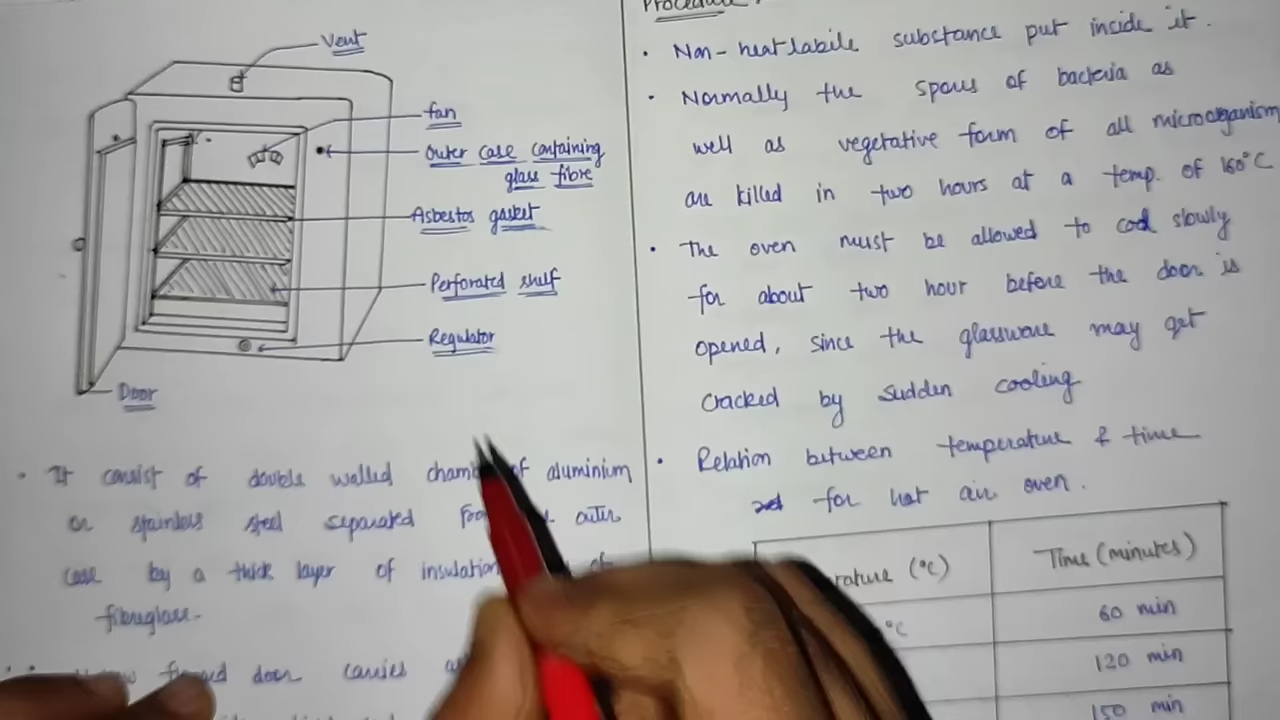 Vent
fan
Outer case containing
glass fibre
Asbestos gasket
Perforated shelf
Regulator
Door
• It consist of double walled of aluminium
or stainless steel separated outer
case by a thick layer of insulation of
fibreglass.
door carries
Procedure :
• Non-heatlabile substance put inside it.
• Normally the spores of bacteria as
well as vegetative form of all microorganism
are killed in two hours at a temp. of 160°C
• The oven must be allowed to cool slowly
for about two hour before the door is
opened, since the glassware may get
cracked by sudden cooling
• Relation between temperature & time
for hot air oven.
(°C) Time (minutes)
°C 60 min
120 min
150 min